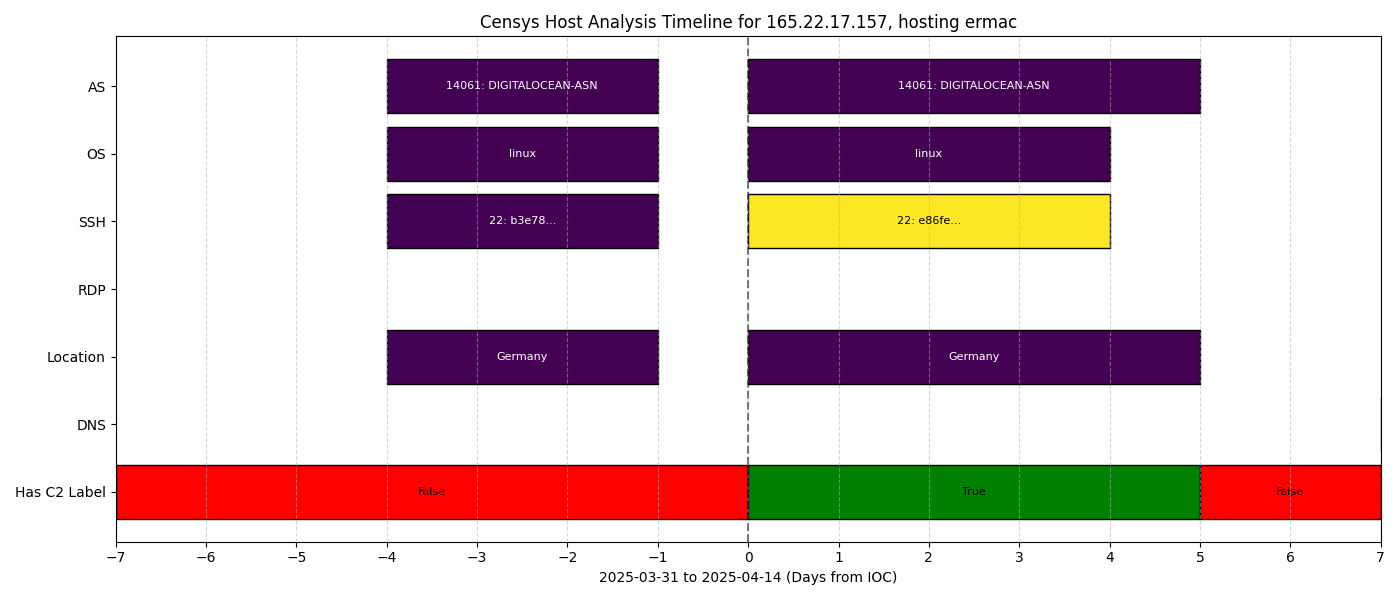 Censys Host Analysis Timeline for 165.22.17.157, hosting ermac
AS
14061: DIGITALOCEAN-ASN
14061: DIGITALOCEAN-ASN
OS
linux
linux
SSH
22: b3e78...
22: e86fe...
RDP
Location
Germany
Germany
DNS
Has C2 Label
False
True
False
−7 −6 −5 −4 −3 −2 −1 0 1 2 3 4 5 6 7
2025-03-31 to 2025-04-14 (Days from IOC)